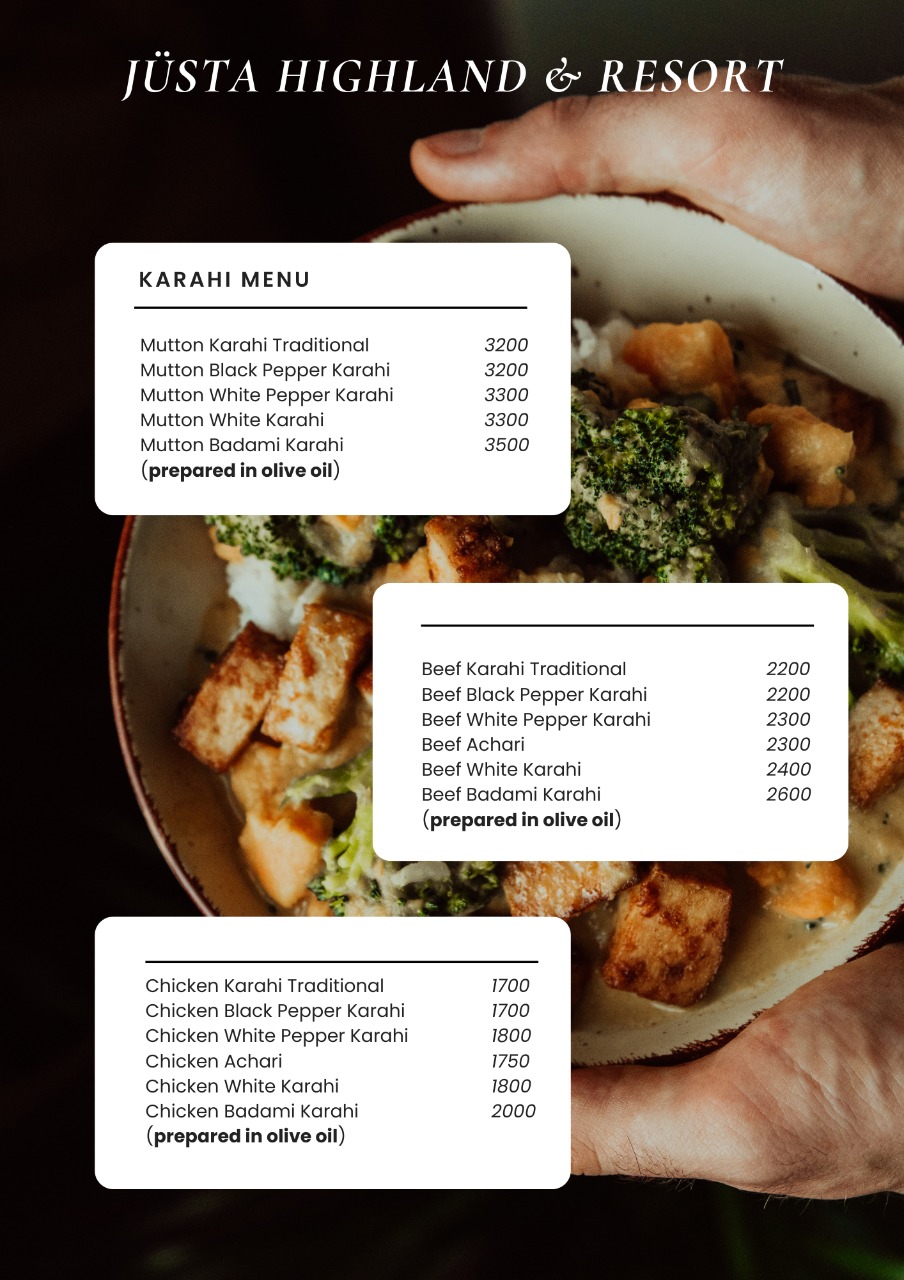 JÜSTA HIGHLAND & RESORT
KARAHI MENU
Mutton Karahi Traditional 3200
Mutton Black Pepper Karahi 3200
Mutton White Pepper Karahi 3300
Mutton White Karahi 3300
Mutton Badami Karahi 3500
(prepared in olive oil)
Beef Karahi Traditional 2200
Beef Black Pepper Karahi 2200
Beef White Pepper Karahi 2300
Beef Achari 2300
Beef White Karahi 2400
Beef Badami Karahi 2600
(prepared in olive oil)
Chicken Karahi Traditional 1700
Chicken Black Pepper Karahi 1700
Chicken White Pepper Karahi 1800
Chicken Achari 1750
Chicken White Karahi 1800
Chicken Badami Karahi 2000
(prepared in olive oil)